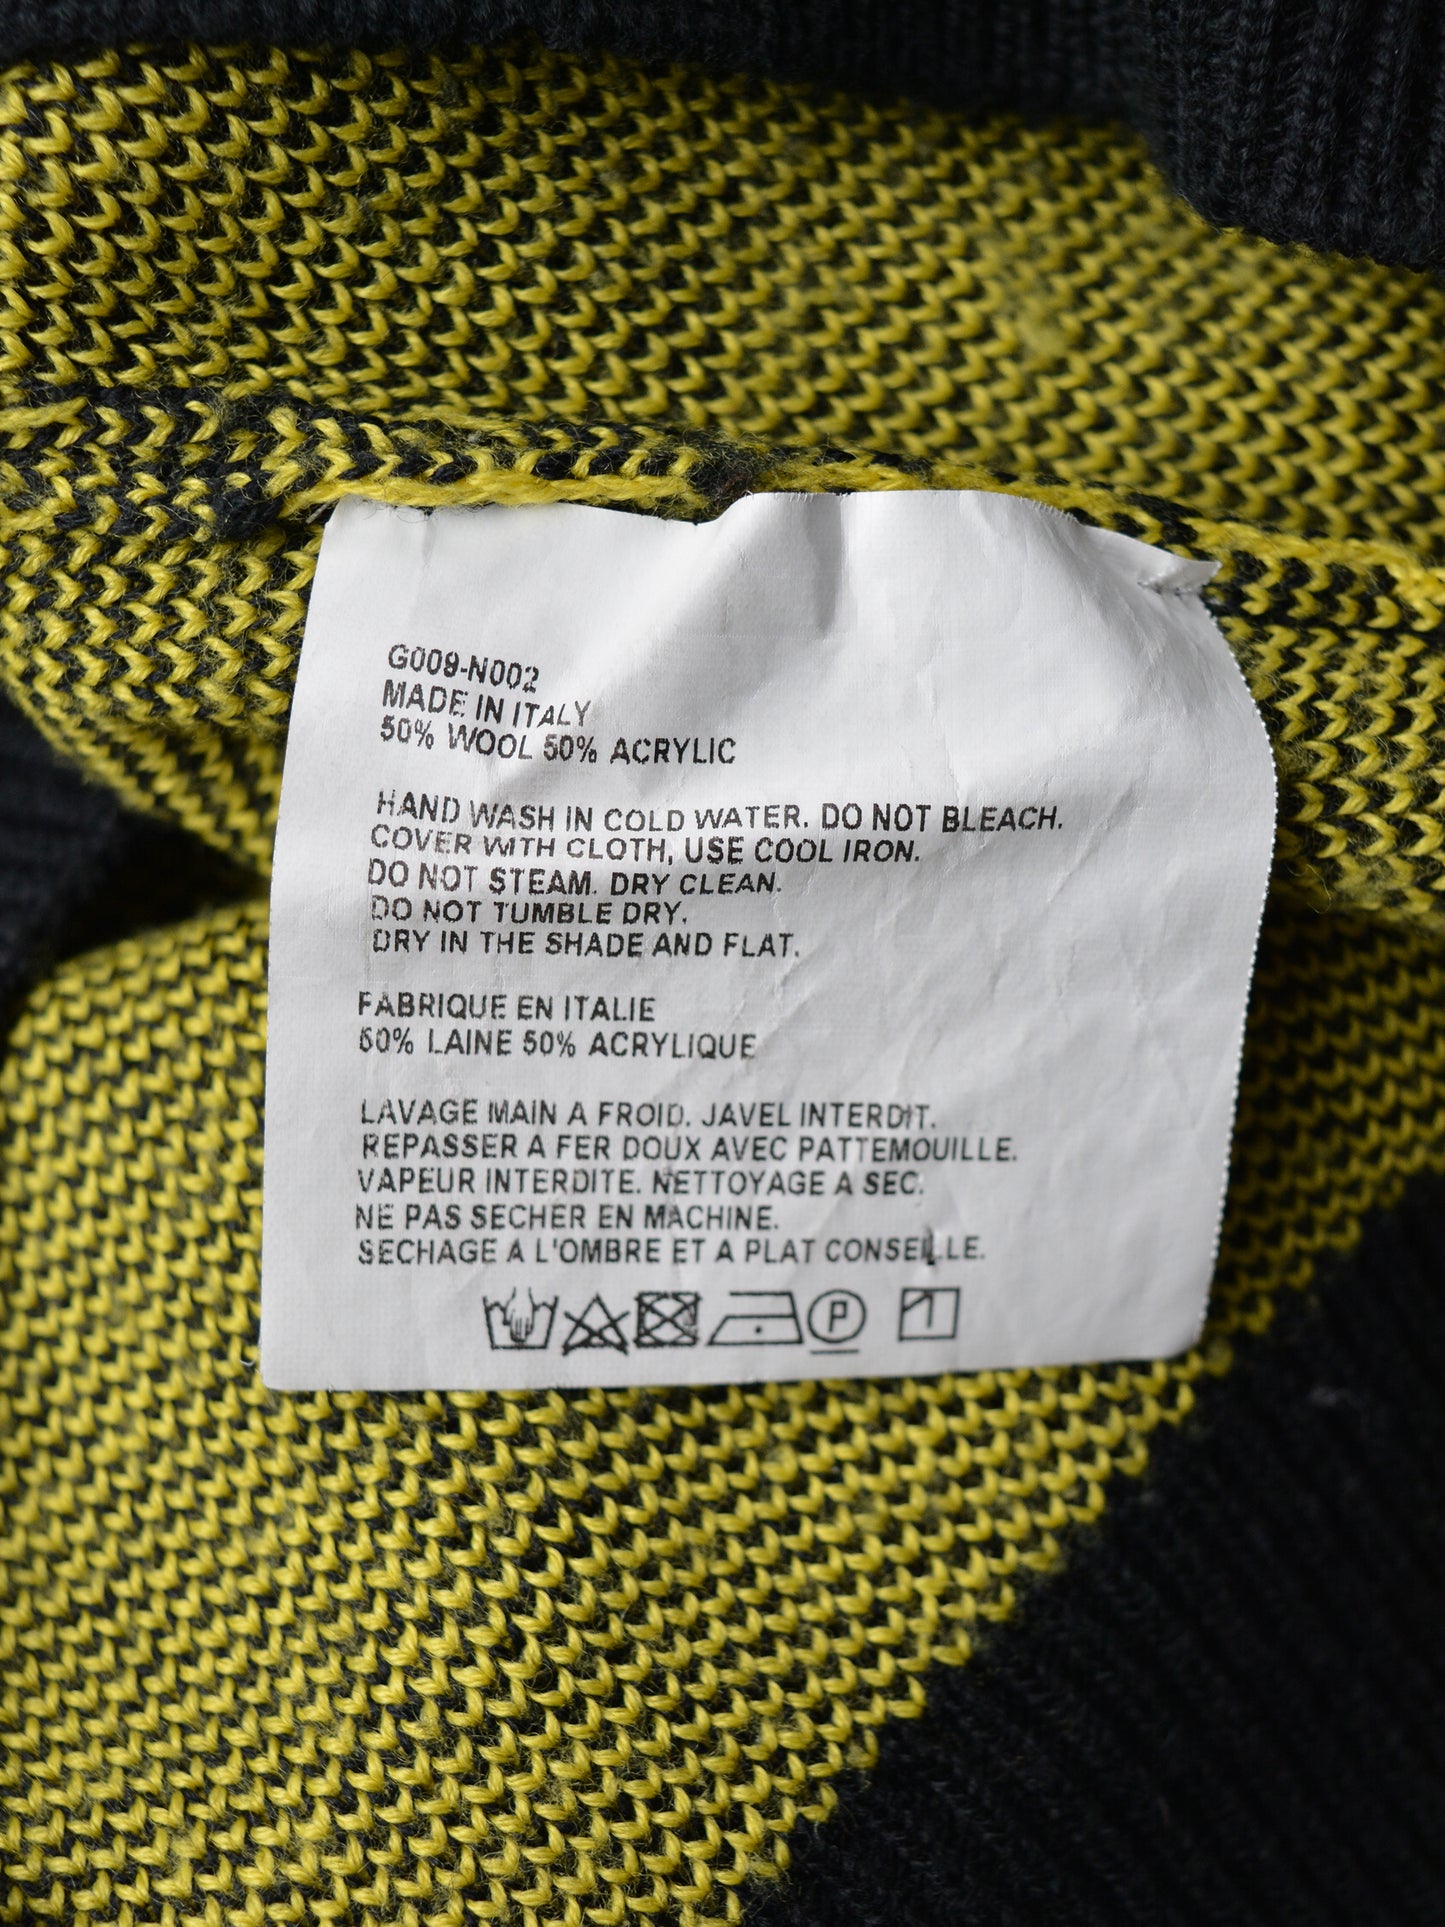 G009-N002
MADE IN ITALY
50% WOOL 50% ACRYLIC
HAND WASH IN COLD WATER. DO NOT BLEACH.
COVER WITH CLOTH, USE COOL IRON.
DO NOT STEAM. DRY CLEAN.
DO NOT TUMBLE DRY.
DRY IN THE SHADE AND FLAT.
FABRIQUE EN ITALIE
50% LAINE 50% ACRYLIQUE
LAVAGE MAIN A FROID. JAVEL INTERDIT.
REPASSER A FER DOUX AVEC PATTEMOUILLE.
VAPEUR INTERDITE. NETTOYAGE A SEC.
NE PAS SECHER EN MACHINE.
SECHAGE A L'OMBRE ET A PLAT CONSEILLE.
P